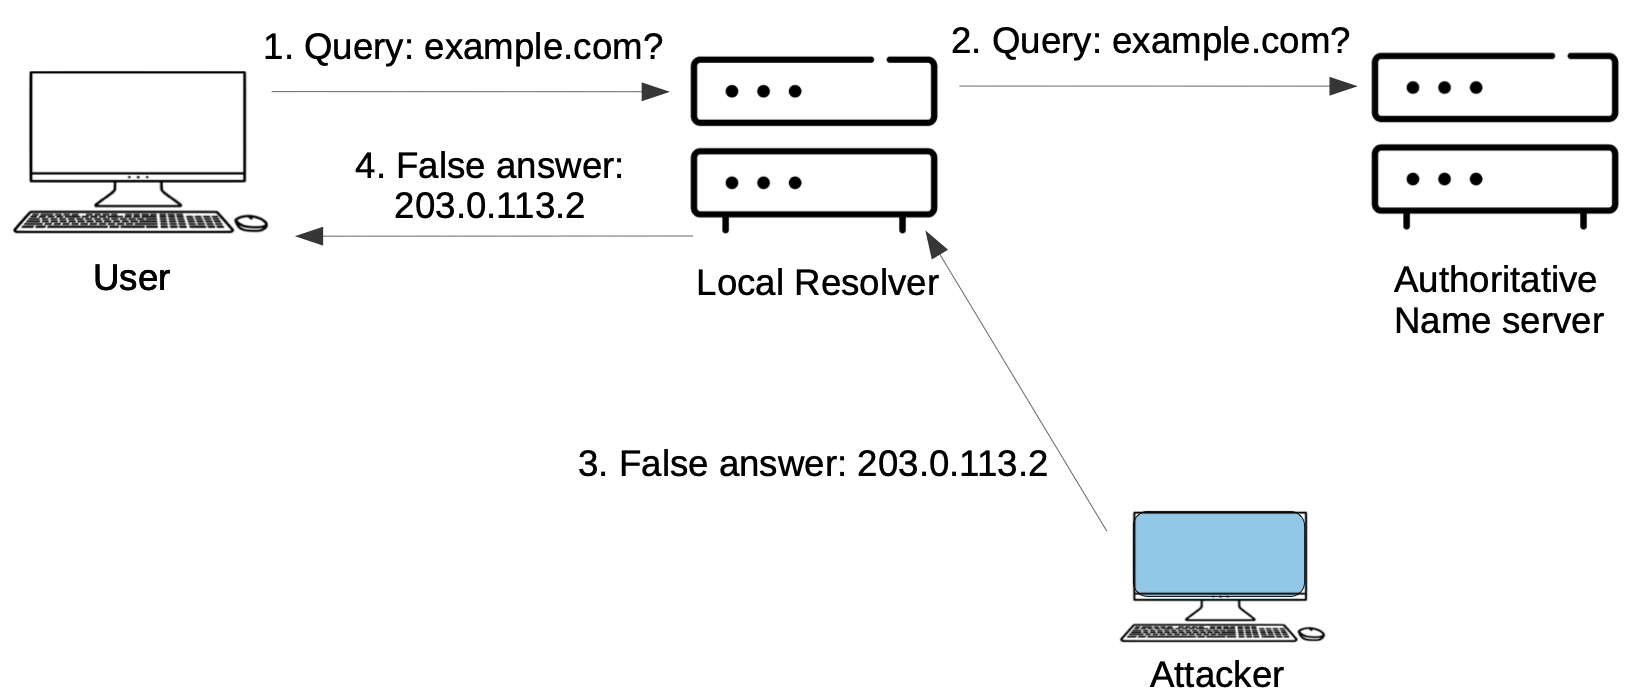 1. Query: example.com?
2. Query: example.com?
4. False answer:
203.0.113.2
User
Local Resolver
Authoritative
Name server
3. False answer: 203.0.113.2
Attacker